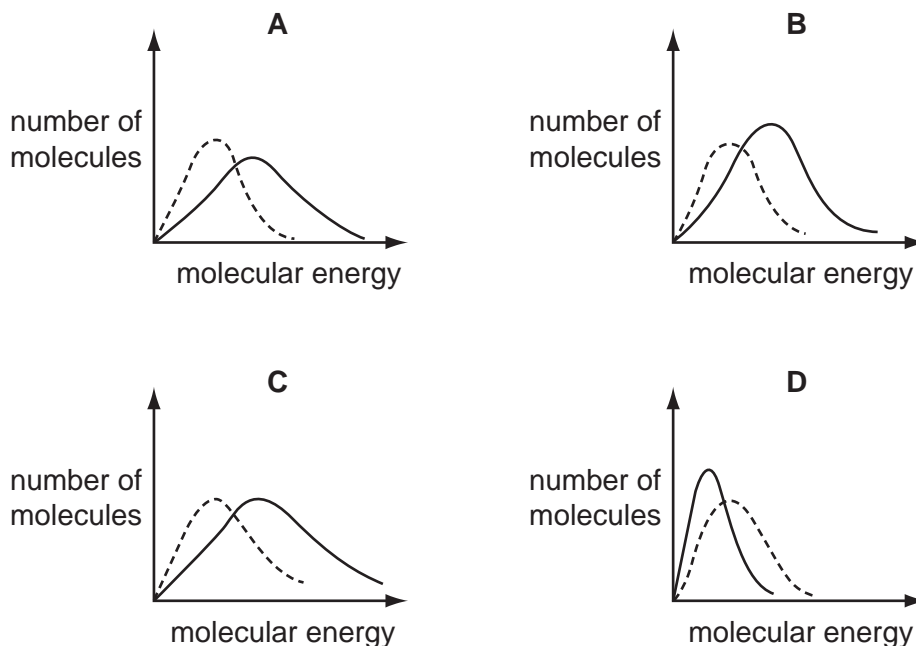 A
number of
molecules
molecular energy
B
number of
molecules
molecular energy
C
number of
molecules
molecular energy
D
number of
molecules
molecular energy